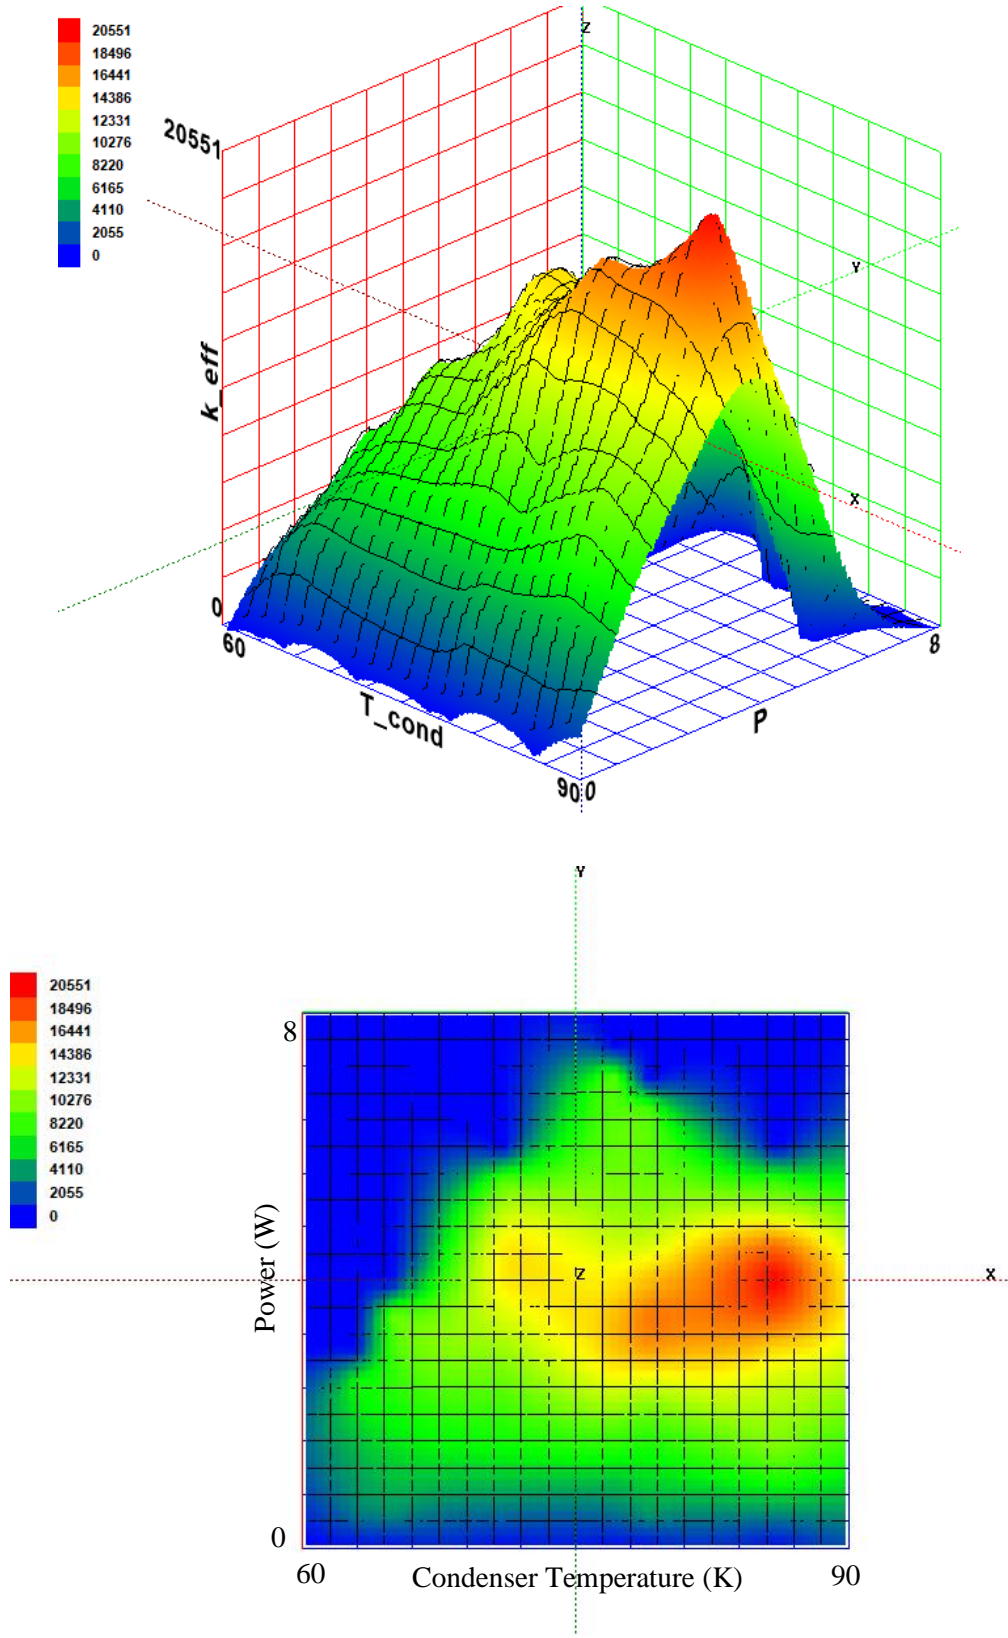 20551
18496
16441
14386
12331
10276
8220
6165
4110
2055
0
Z
20551
Y
k_eff
X
0
60
T_cond
90
0
P
8
Y
20551
18496
16441
14386
12331
10276
8220
6165
4110
2055
0
8
Power (W)
Z
X
0
60
Condenser Temperature (K)
90